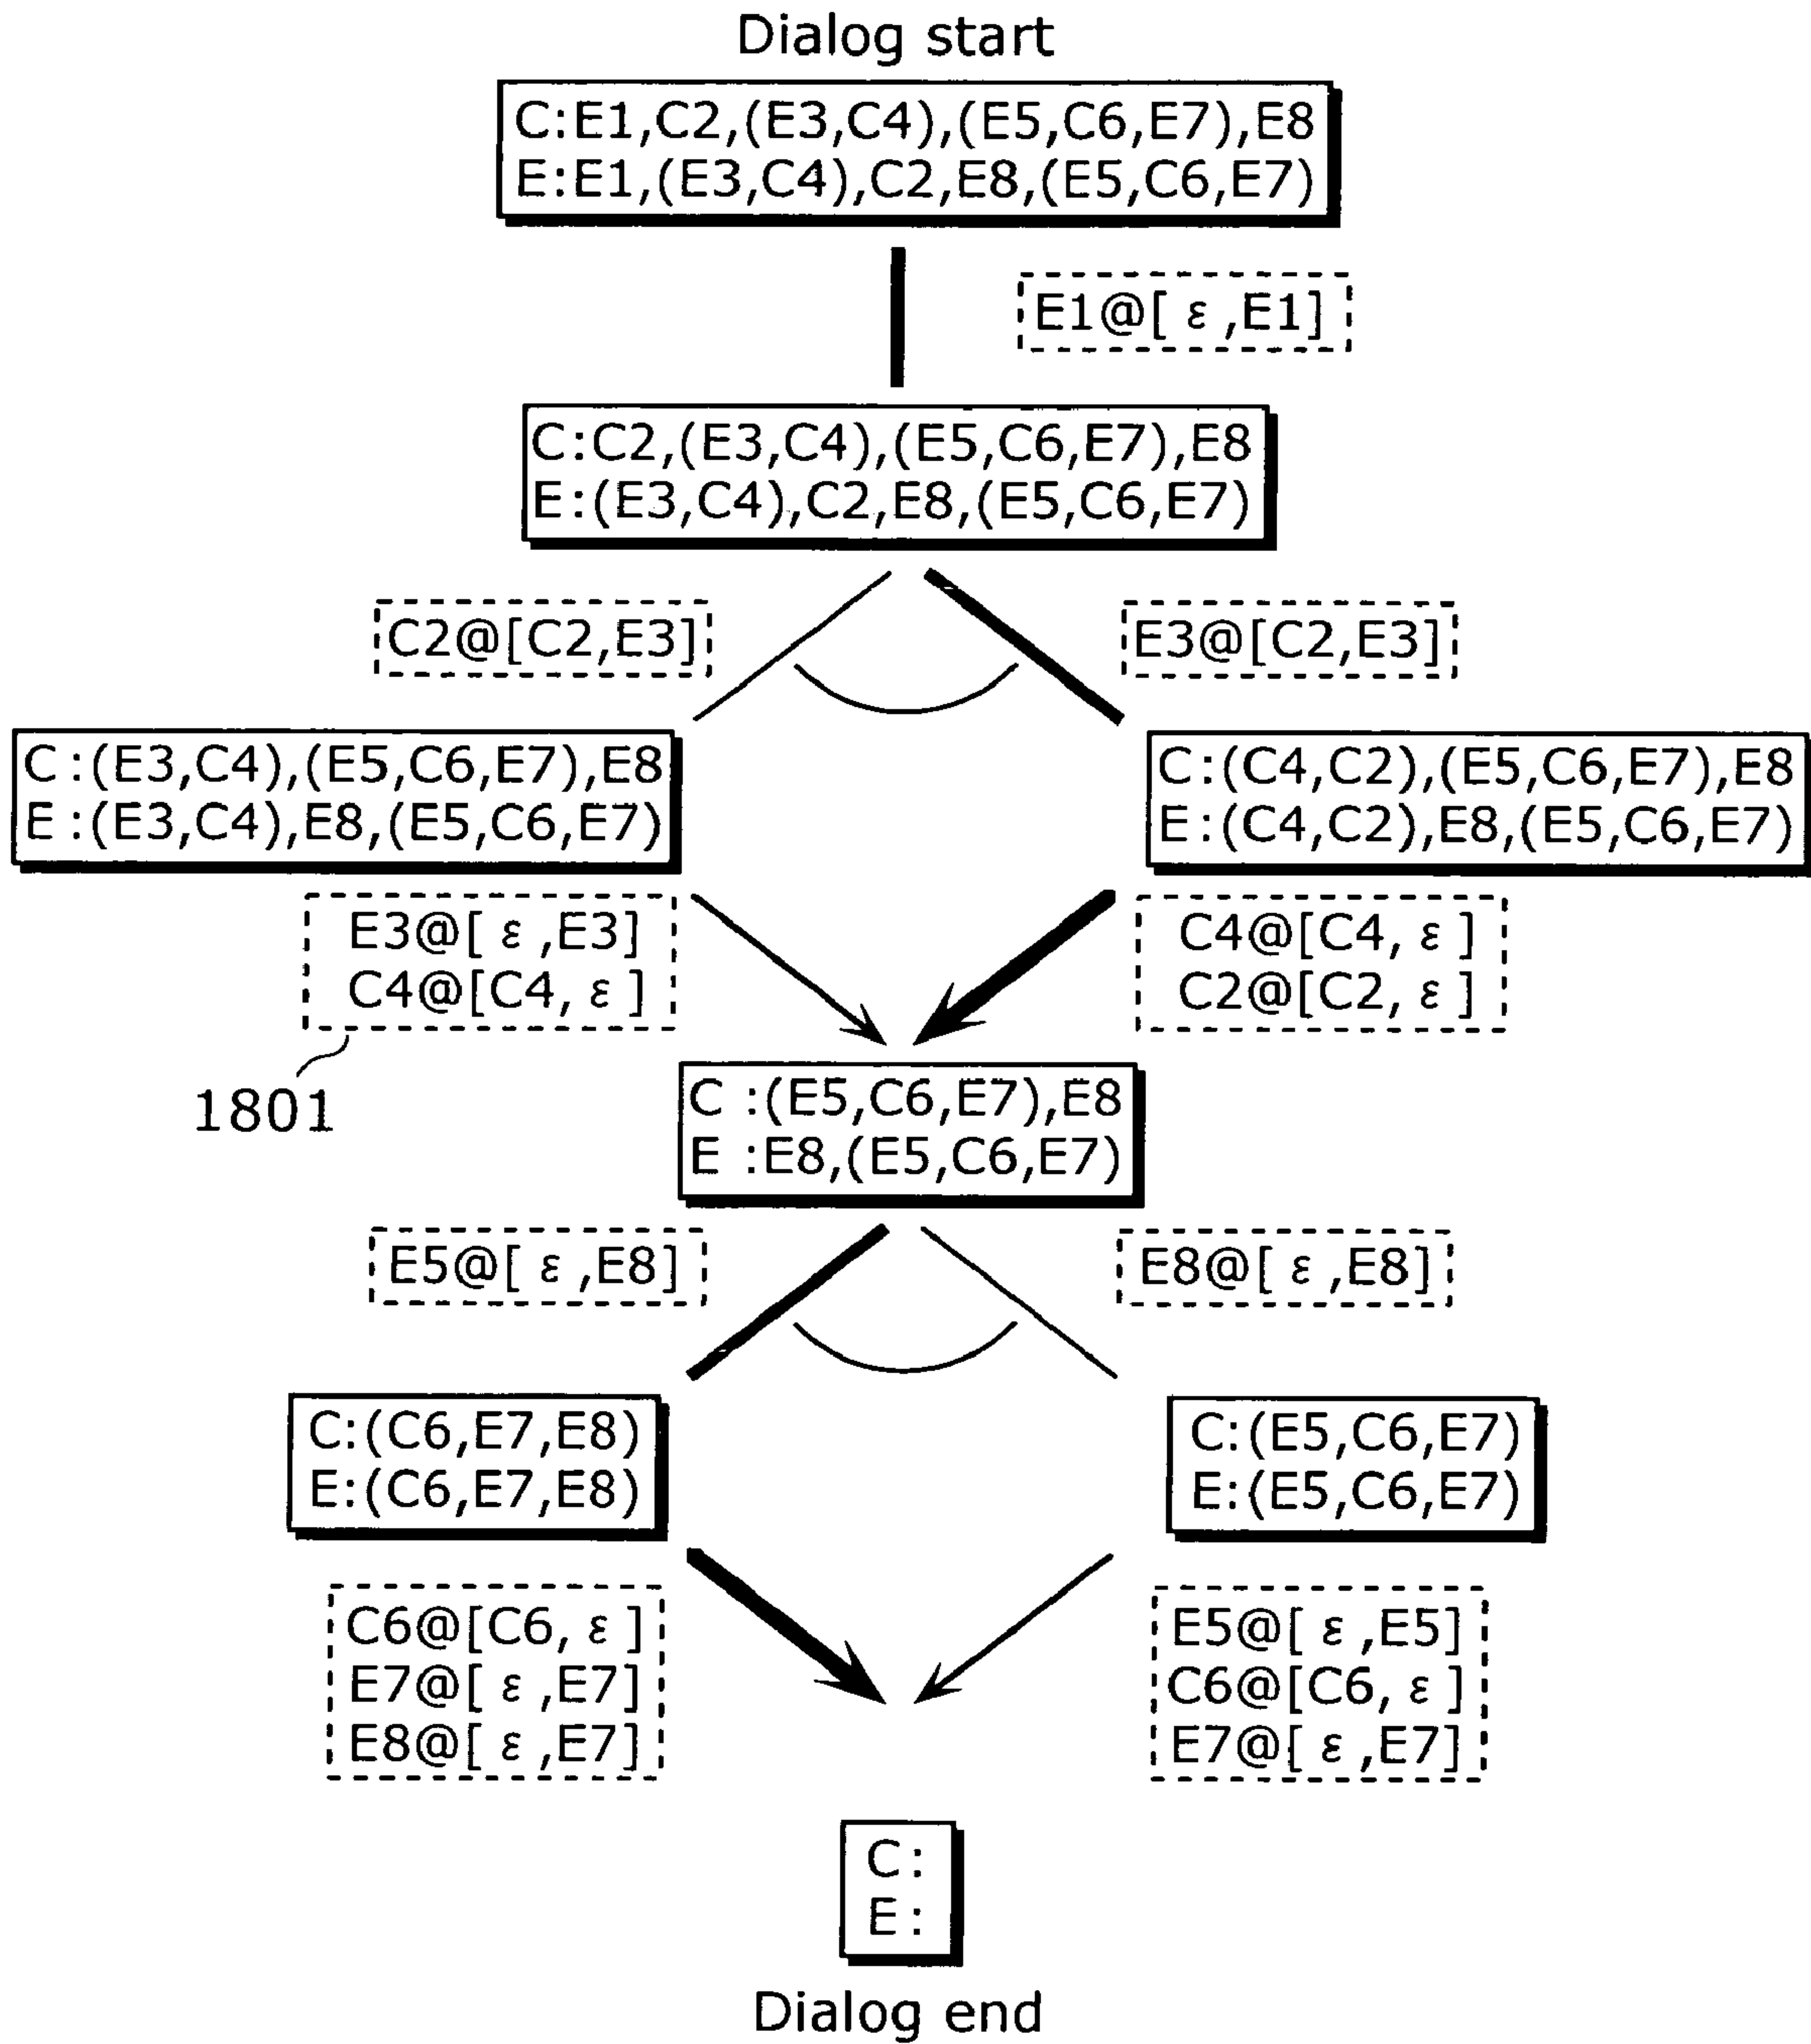 Dialog start
C:E1,C2,(E3,C4),(E5,C6,E7),E8
E:E1,(E3,C4),C2,E8,(E5,C6,E7)
E1@[ ε ,E1]
C:C2,(E3,C4),(E5,C6,E7),E8
E:(E3,C4),C2,E8,(E5,C6,E7)
C2@[C2,E3]
E3@[C2,E3]
C:(E3,C4),(E5,C6,E7),E8
E:(E3,C4),E8,(E5,C6,E7)
C:(C4,C2),(E5,C6,E7),E8
E:(C4,C2),E8,(E5,C6,E7)
E3@[ ε ,E3]
C4@[C4, ε ]
C4@[C4, ε ]
C2@[C2, ε ]
1801
C :(E5,C6,E7),E8
E :E8,(E5,C6,E7)
E5@[ ε ,E8]
E8@[ ε ,E8]
C:(C6,E7,E8)
E:(C6,E7,E8)
C:(E5,C6,E7)
E:(E5,C6,E7)
C6@[C6, ε ]
E7@[ ε ,E7]
E8@[ ε ,E7]
E5@[ ε ,E5]
C6@[C6, ε ]
E7@[ ε ,E7]
C:
E:
Dialog end